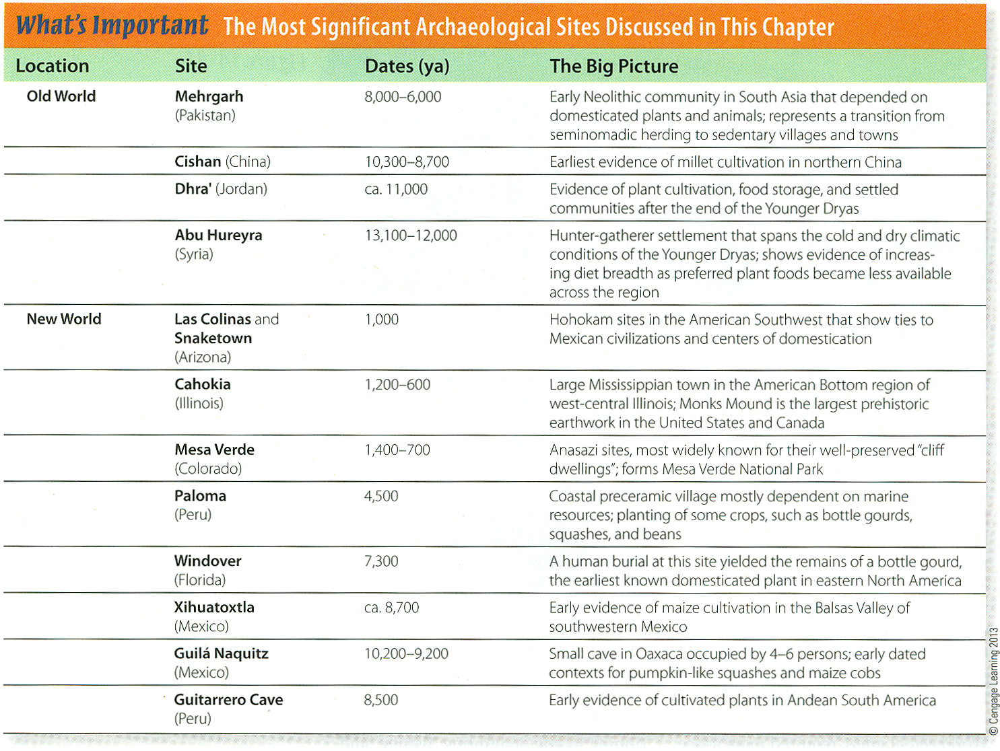 What's Important The Most Significant Archaeological Sites Discussed in This Chapter
Location Site Dates (ya) The Big Picture
Old World Mehrgarh 8,000–6,000 Early Neolithic community in South Asia that depended on
(Pakistan) domesticated plants and animals; represents a transition from
seminomadic herding to sedentary villages and towns
Cishan (China) 10,300–8,700 Earliest evidence of millet cultivation in northern China
Dhra' (Jordan) ca. 11,000 Evidence of plant cultivation, food storage, and settled
communities after the end of the Younger Dryas
Abu Hureyra 13,100–12,000 Hunter-gatherer settlement that spans the cold and dry climatic
(Syria) conditions of the Younger Dryas; shows evidence of increas-
ing diet breadth as preferred plant foods became less available
across the region
New World Las Colinas and 1,000 Hohokam sites in the American Southwest that show ties to
Snaketown Mexican civilizations and centers of domestication
(Arizona)
Cahokia 1,200–600 Large Mississippian town in the American Bottom region of
(Illinois) west-central Illinois; Monks Mound is the largest prehistoric
earthwork in the United States and Canada
Mesa Verde 1,400–700 Anasazi sites, most widely known for their well-preserved “cliff
(Colorado) dwellings”; forms Mesa Verde National Park
Paloma 4,500 Coastal preceramic village mostly dependent on marine
(Peru) resources; planting of some crops, such as bottle gourds,
squashes, and beans
Windover 7,300 A human burial at this site yielded the remains of a bottle gourd,
(Florida) the earliest known domesticated plant in eastern North America
Xihuatoxtla ca. 8,700 Early evidence of maize cultivation in the Balsas Valley of
(Mexico) southwestern Mexico
Guilá Naquitz 10,200–9,200 Small cave in Oaxaca occupied by 4–6 persons; early dated
(Mexico) contexts for pumpkin-like squashes and maize cobs
Guitarrero Cave 8,500 Early evidence of cultivated plants in Andean South America
(Peru)
© Cengage Learning 2013